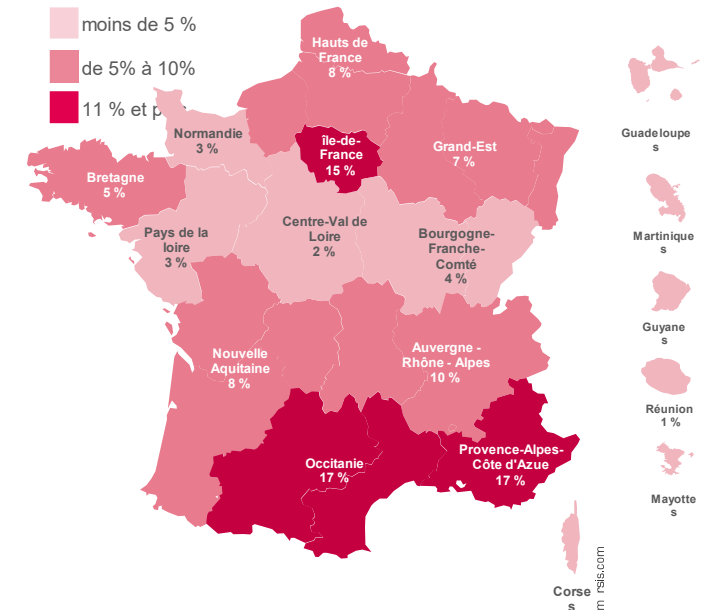 moins de 5 %
de 5% à 10%
11 % et p
Hauts de
France
8 %
Normandie
3 %
île-de-
France
15 %
Grand-Est
7 %
Bretagne
5 %
Pays de la
loire
3 %
Centre-Val de
Loire
2 %
Bourgogne-
Franche-
Comté
4 %
Auvergne -
Rhône - Alpes
10 %
Nouvelle
Aquitaine
8 %
Occitanie
17 %
Provence-Alpes-
Côte d'Azue
17 %
Guadeloupe
s
Martinique
s
Guyane
s
Réunion
1 %
Mayotte
s
Corse
s
rsis.com